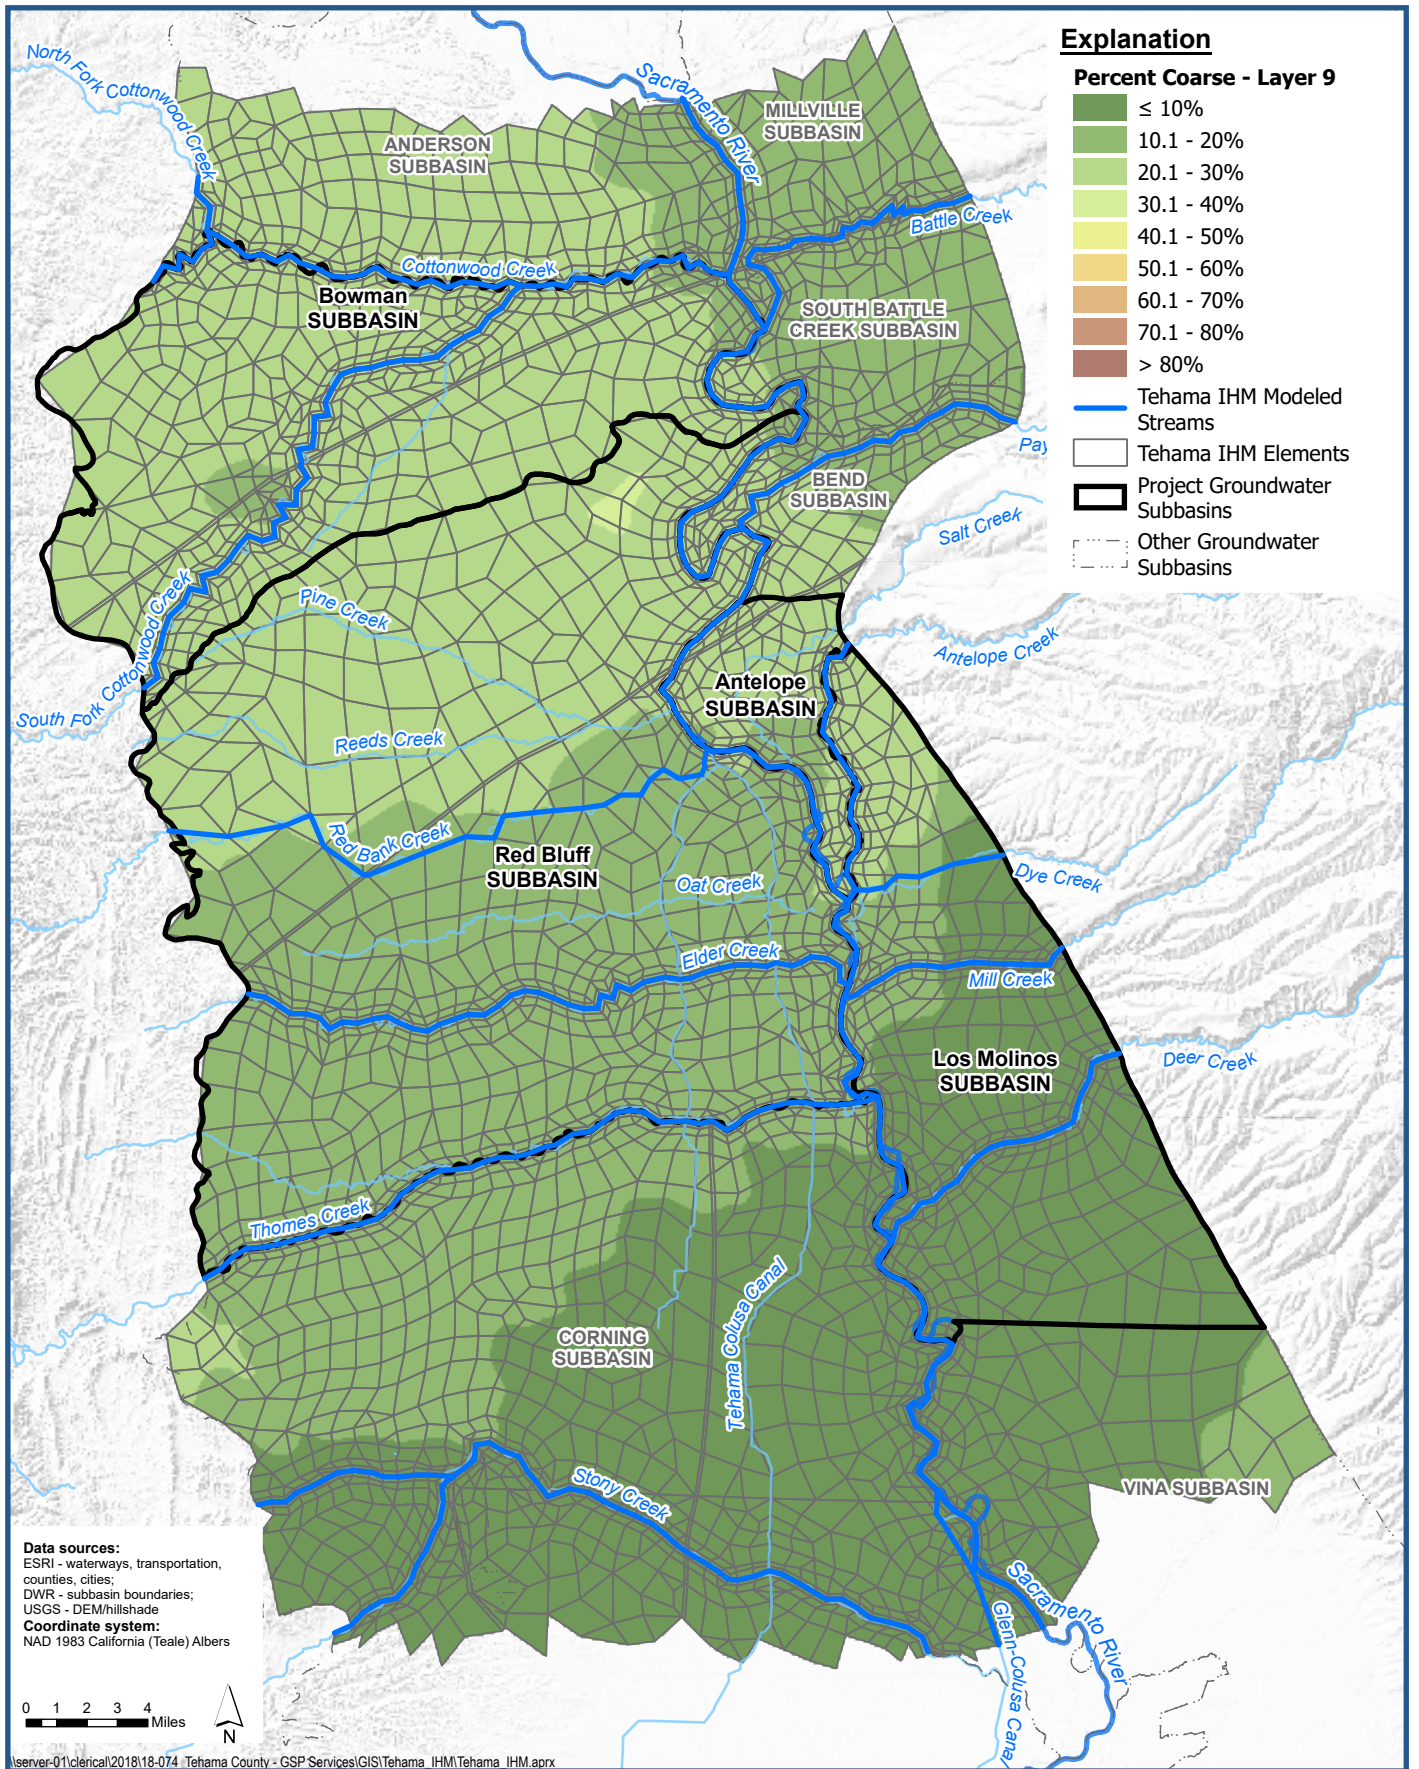 Explanation
Percent Coarse - Layer 9
≤ 10%
10.1 - 20%
20.1 - 30%
30.1 - 40%
40.1 - 50%
50.1 - 60%
60.1 - 70%
70.1 - 80%
> 80%
Tehama IHM Modeled
Streams
Tehama IHM Elements
Project Groundwater
Subbasins
Other Groundwater
Subbasins
North Fork Cottonwood Creek
Sacramento River
MILLVILLE
SUBBASIN
ANDERSON
SUBBASIN
Battle Creek
Cottonwood Creek
Bowman
SUBBASIN
SOUTH BATTLE
CREEK SUBBASIN
Pay
BEND
SUBBASIN
Salt Creek
Pine Creek
Antelope Creek
South Fork Cottonwood Creek
Antelope
SUBBASIN
Reeds Creek
Red Bank Creek
Red Bluff
SUBBASIN
Oat Creek
Dye Creek
Elder Creek
Mill Creek
Los Molinos
SUBBASIN
Deer Creek
Thomes Creek
Tehama Colusa Canal
CORNING
SUBBASIN
Stony Creek
VINA SUBBASIN
Sacramento River
Glenn-Colusa Canal
Data sources:
ESRI - waterways, transportation,
counties, cities;
DWR - subbasin boundaries;
USGS - DEM/hillshade
Coordinate system:
NAD 1983 California (Teale) Albers
0 1 2 3 4
Miles
N
\\server-01\clerical\2018\18-074_Tehama County - GSP Services\GIS\Tehama_IHM\Tehama_IHM.aprx